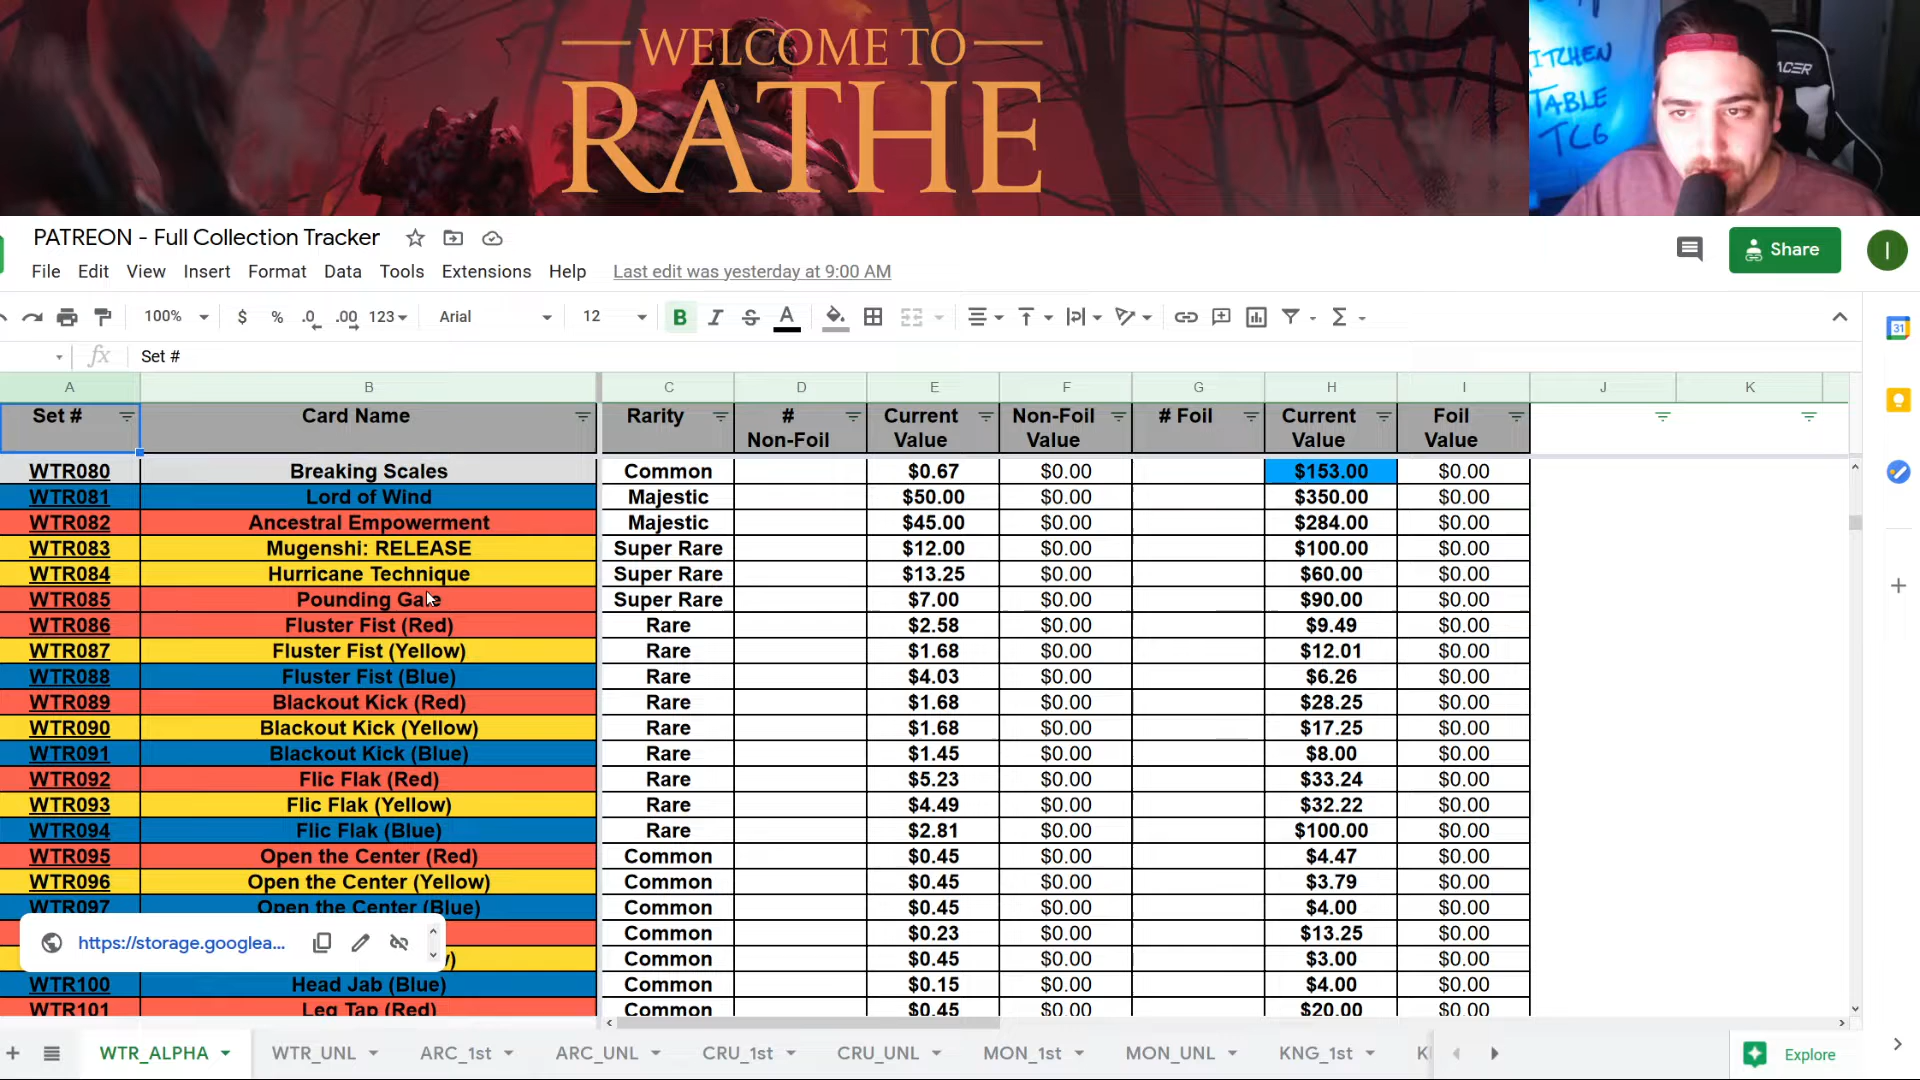 WELCOME TO
RATHE
ITCHEN
TABLE
TCG
ACER
PATREON - Full Collection Tracker
Share
I
File Edit View Insert Format Data Tools Extensions Help Last edit was yesterday at 9:00 AM
100% $ % .0 .00 123 Arial 12 B I S A
fx Set #
31
A B C D E F G H I J K
Set # Card Name Rarity # Non-Foil Current Value Non-Foil Value # Foil Current Value Foil Value
WTR080 Breaking Scales Common $0.67 $0.00 $153.00 $0.00
WTR081 Lord of Wind Majestic $50.00 $0.00 $350.00 $0.00
WTR082 Ancestral Empowerment Majestic $45.00 $0.00 $284.00 $0.00
WTR083 Mugenshi: RELEASE Super Rare $12.00 $0.00 $100.00 $0.00
WTR084 Hurricane Technique Super Rare $13.25 $0.00 $60.00 $0.00
WTR085 Pounding Gale Super Rare $7.00 $0.00 $90.00 $0.00
WTR086 Fluster Fist (Red) Rare $2.58 $0.00 $9.49 $0.00
WTR087 Fluster Fist (Yellow) Rare $1.68 $0.00 $12.01 $0.00
WTR088 Fluster Fist (Blue) Rare $4.03 $0.00 $6.26 $0.00
WTR089 Blackout Kick (Red) Rare $1.68 $0.00 $28.25 $0.00
WTR090 Blackout Kick (Yellow) Rare $1.68 $0.00 $17.25 $0.00
WTR091 Blackout Kick (Blue) Rare $1.45 $0.00 $8.00 $0.00
WTR092 Flic Flak (Red) Rare $5.23 $0.00 $33.24 $0.00
WTR093 Flic Flak (Yellow) Rare $4.49 $0.00 $32.22 $0.00
WTR094 Flic Flak (Blue) Rare $2.81 $0.00 $100.00 $0.00
WTR095 Open the Center (Red) Common $0.45 $0.00 $4.47 $0.00
WTR096 Open the Center (Yellow) Common $0.45 $0.00 $3.79 $0.00
WTR097 Open the Center (Blue) Common $0.45 $0.00 $4.00 $0.00
Common $0.23 $0.00 $13.25 $0.00
https://storage.googlea...
Common $0.45 $0.00 $3.00 $0.00
WTR100 Head Jab (Blue) Common $0.15 $0.00 $4.00 $0.00
WTR101 Leg Tap (Red) Common $0.45 $0.00 $20.00 $0.00
WTR_ALPHA WTR_UNL ARC_1st ARC_UNL CRU_1st CRU_UNL MON_1st MON_UNL KNG_1st Explore